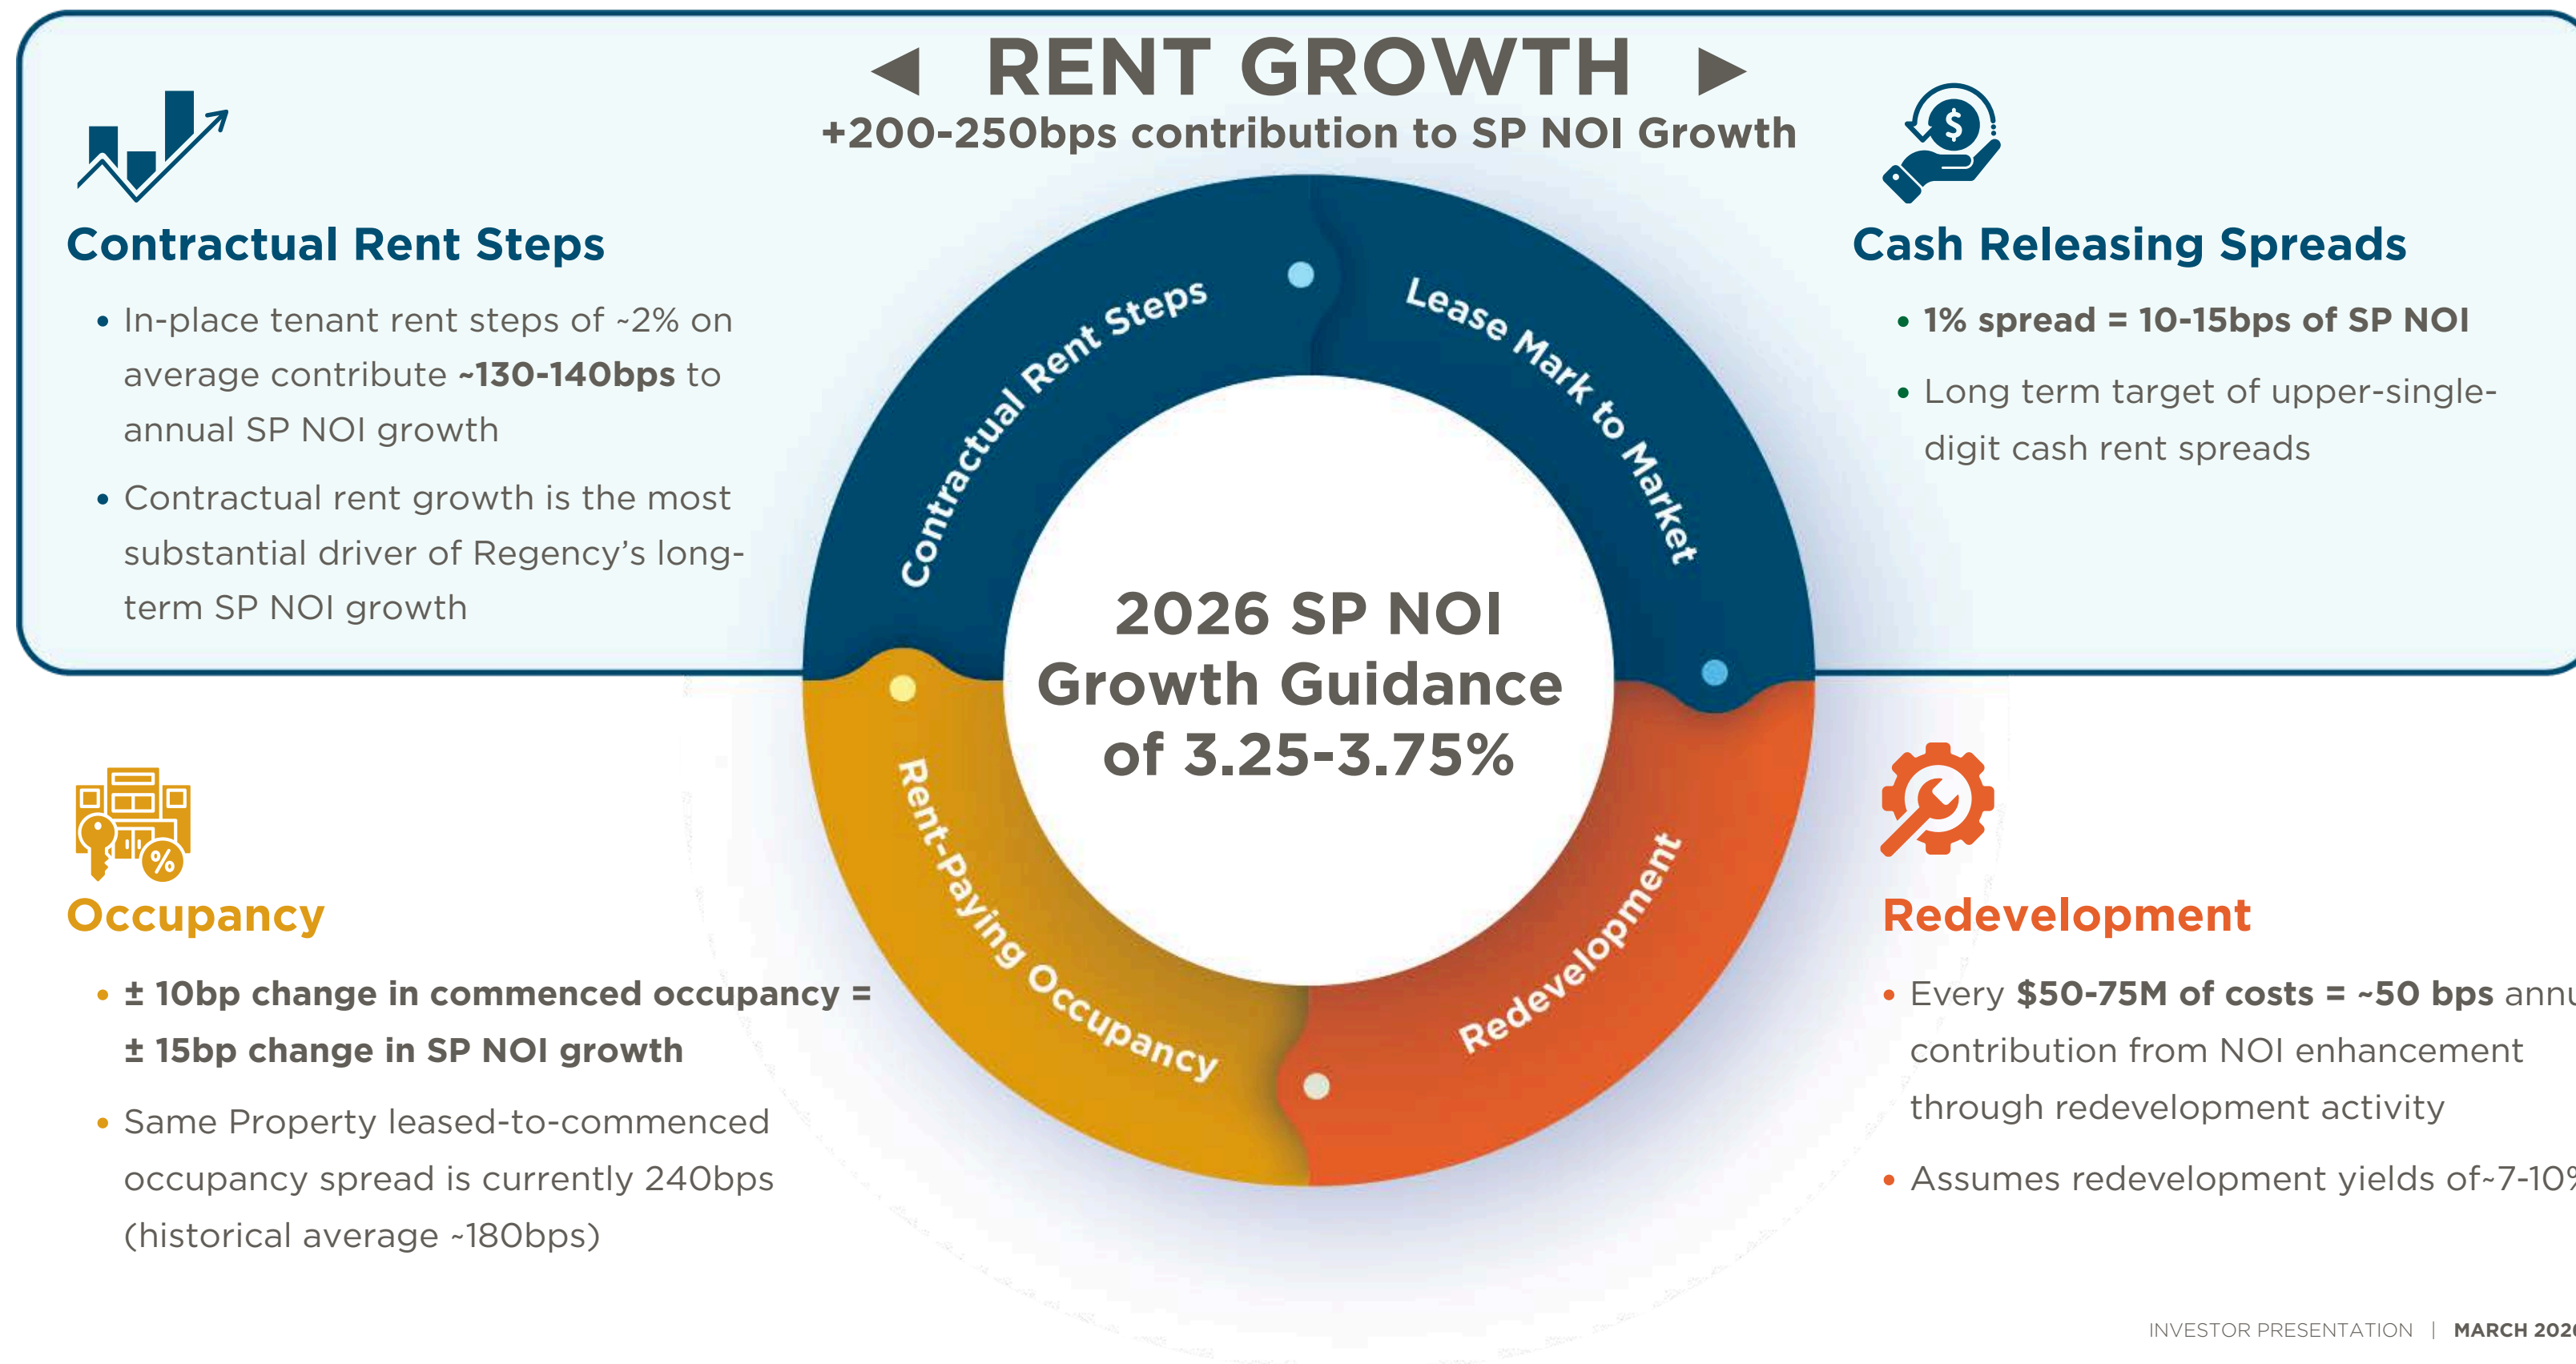 ◄ RENT GROWTH ►
+200-250bps contribution to SP NOI Growth
Contractual Rent Steps
• In-place tenant rent steps of ~2% on
average contribute ~130-140bps to
annual SP NOI growth
• Contractual rent growth is the most
substantial driver of Regency's long-
term SP NOI growth
Cash Releasing Spreads
• 1% spread = 10-15bps of SP NOI
• Long term target of upper-single-
digit cash rent spreads
Contractual Rent Steps
Lease Mark to Market
2026 SP NOI
Growth Guidance
of 3.25-3.75%
Rent-Paying Occupancy
Redevelopment
$
%
Occupancy
• ± 10bp change in commenced occupancy =
± 15bp change in SP NOI growth
• Same Property leased-to-commenced
occupancy spread is currently 240bps
(historical average ~180bps)
Redevelopment
• Every $50-75M of costs = ~50 bps
contribution from NOI enhancement
through redevelopment activity
• Assumes redevelopment yields of~7-10%
INVESTOR PRESENTATION | MARCH 2026